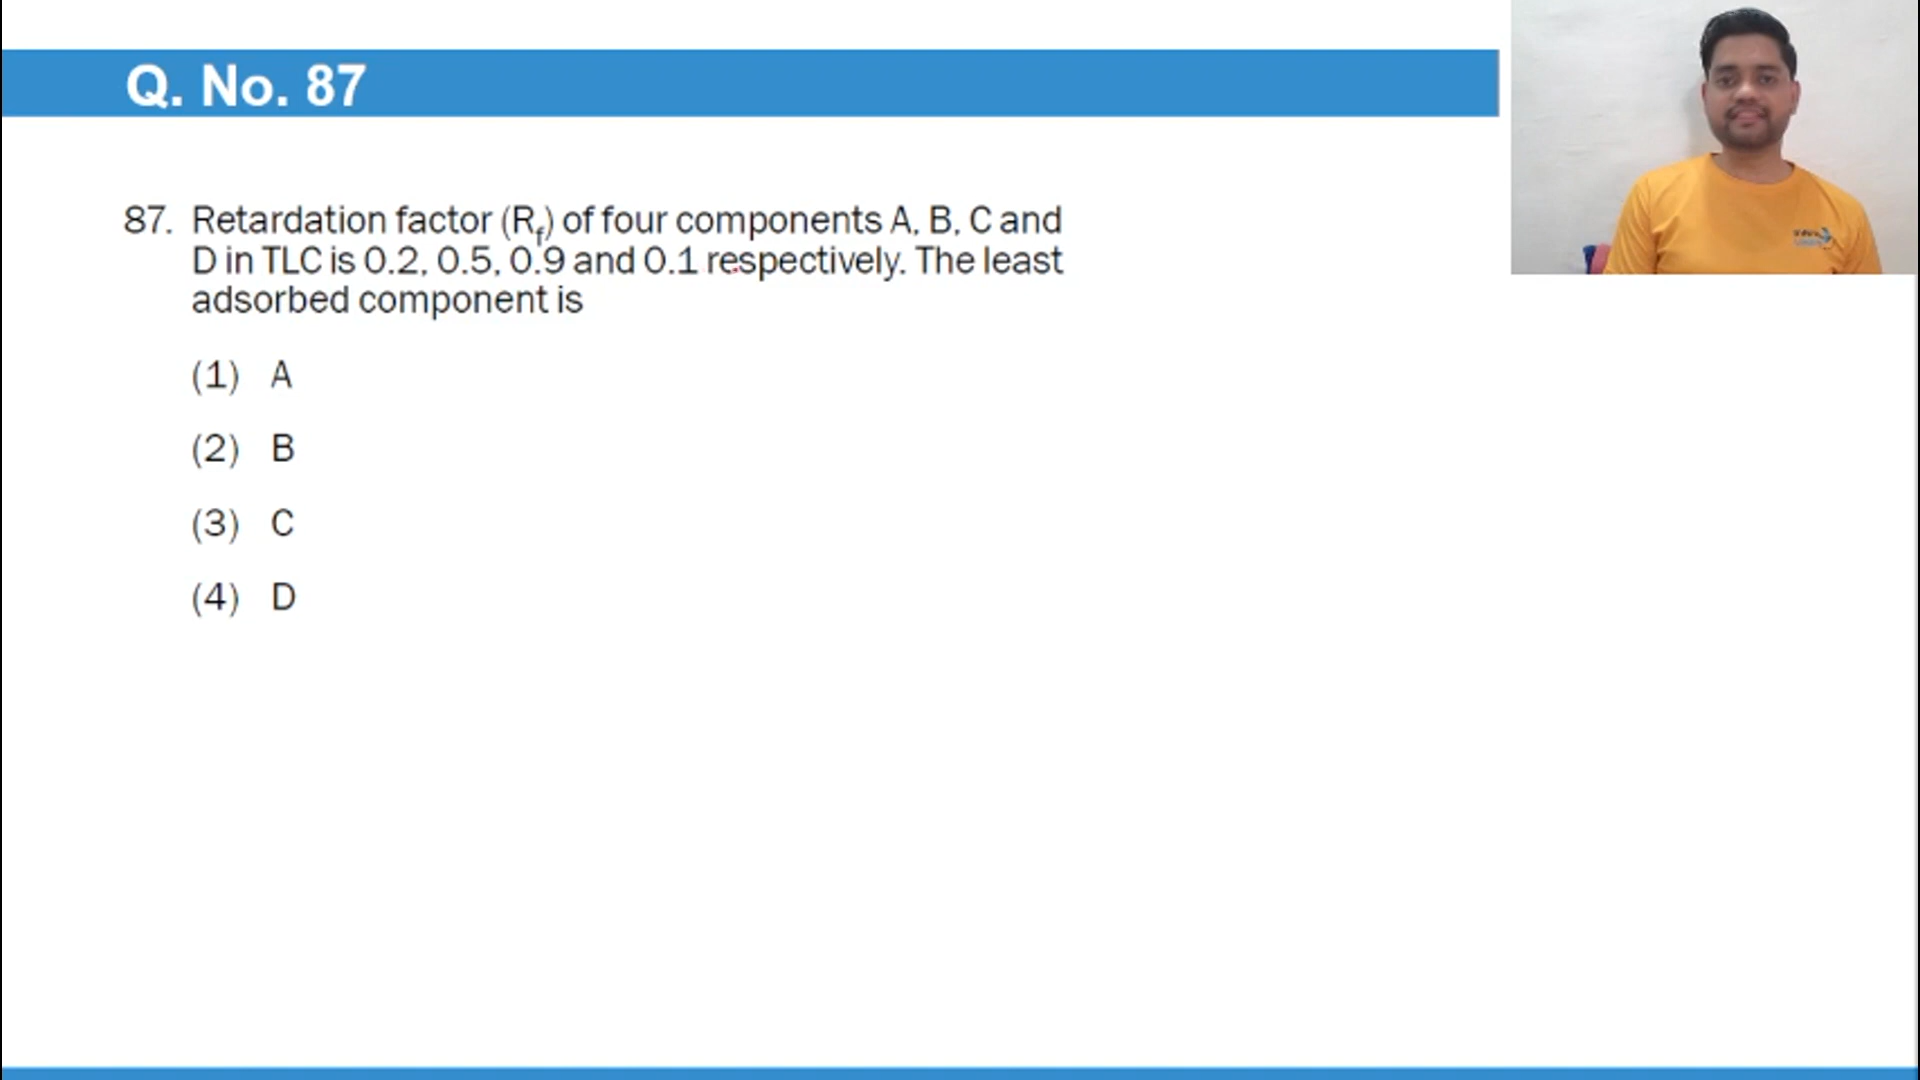 Q. No. 87
87. Retardation factor (Rf) of four components A, B, C and
D in TLC is 0.2, 0.5, 0.9 and 0.1 respectively. The least
adsorbed component is
(1) A
(2) B
(3) C
(4) D